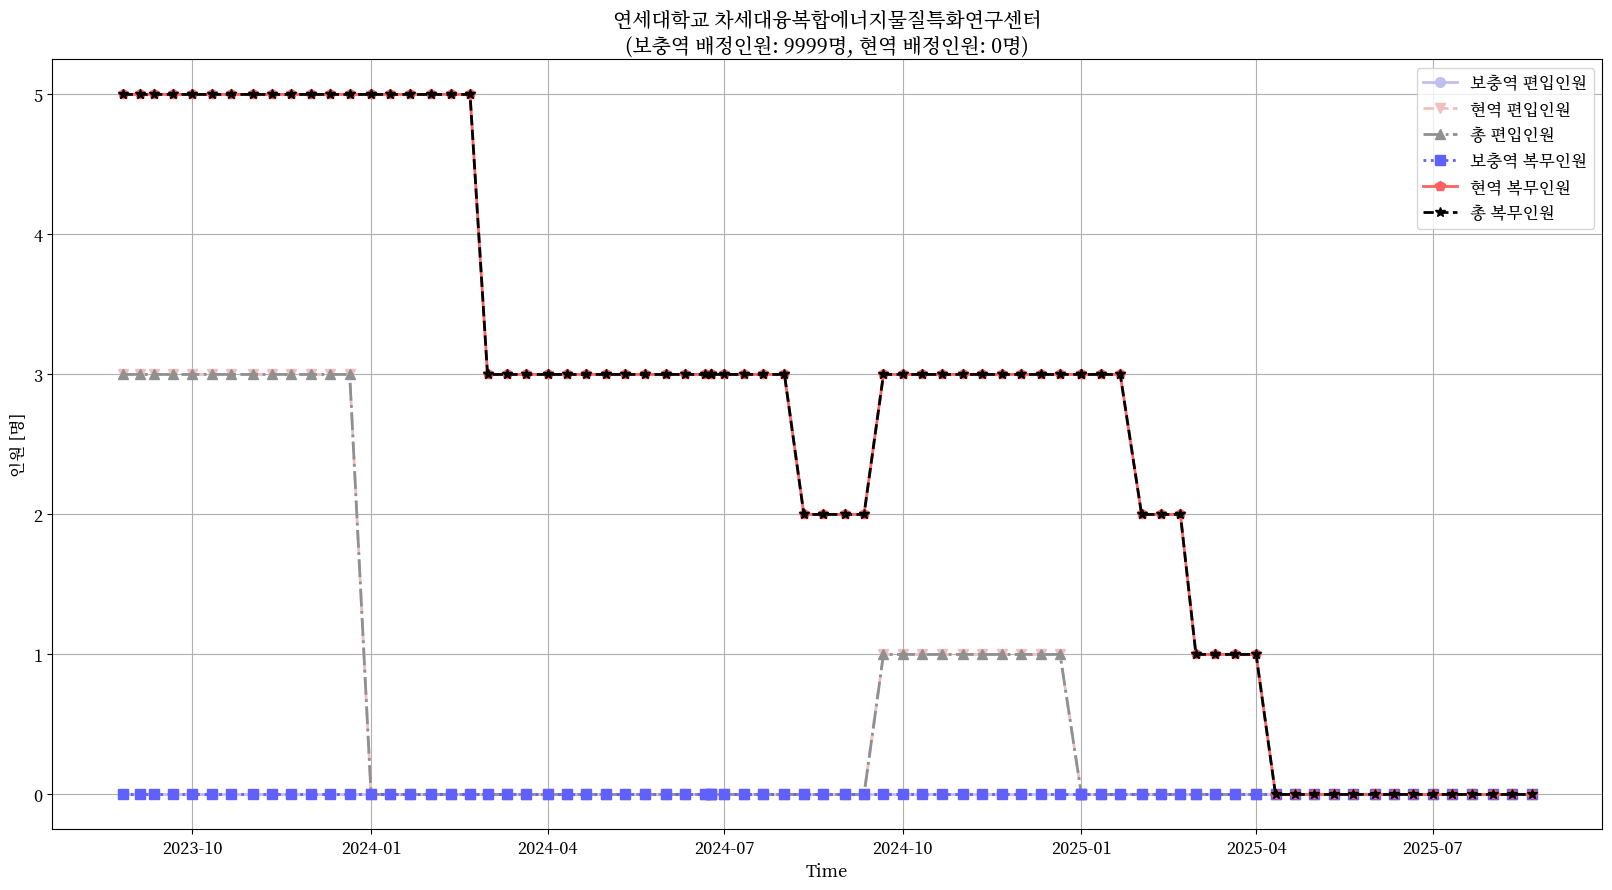 연세대학교 차세대융복합에너지물질특화연구센터
(보충역 배정인원: 9999명, 현역 배정인원: 0명)
보충역 편입인원
현역 편입인원
총 편입인원
보충역 복무인원
현역 복무인원
총 복무인원
인원 [명]
5
4
3
2
1
0
2023-10
2024-01
2024-04
2024-07
2024-10
2025-01
2025-04
2025-07
Time